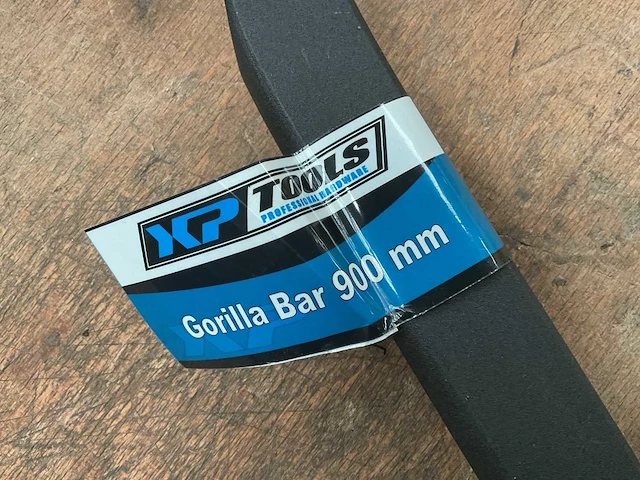 XP TOOLS
PROFESSIONAL HARDWARE
Gorilla Bar 900 mm